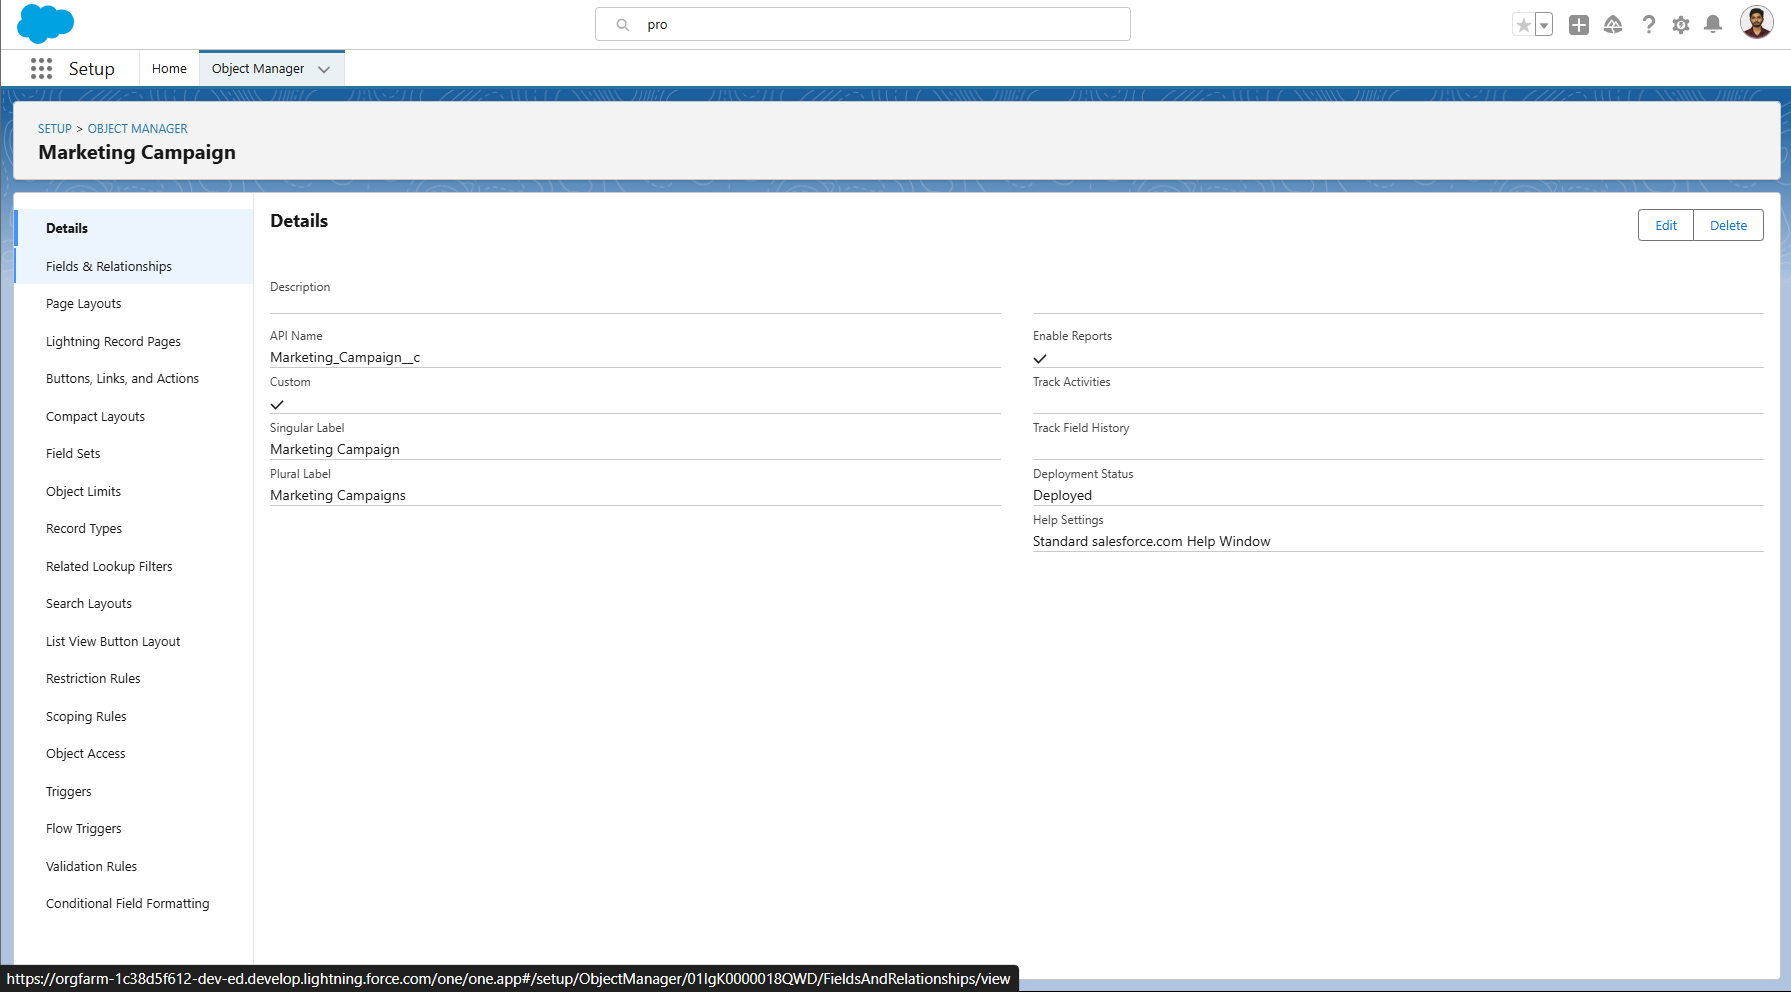 pro
Setup
Home
Object Manager
SETUP > OBJECT MANAGER
Marketing Campaign
Details
Fields & Relationships
Page Layouts
Lightning Record Pages
Buttons, Links, and Actions
Compact Layouts
Field Sets
Object Limits
Record Types
Related Lookup Filters
Search Layouts
List View Button Layout
Restriction Rules
Scoping Rules
Object Access
Triggers
Flow Triggers
Validation Rules
Conditional Field Formatting
Details
Edit
Delete
Description
API Name
Marketing_Campaign__c
Custom
Singular Label
Marketing Campaign
Plural Label
Marketing Campaigns
Enable Reports
Track Activities
Track Field History
Deployment Status
Deployed
Help Settings
Standard salesforce.com Help Window
https://orgfarm-1c38d5f612-dev-ed.develop.lightning.force.com/one/one.app#/setup/ObjectManager/01IgK0000018QWD/FieldsAndRelationships/view